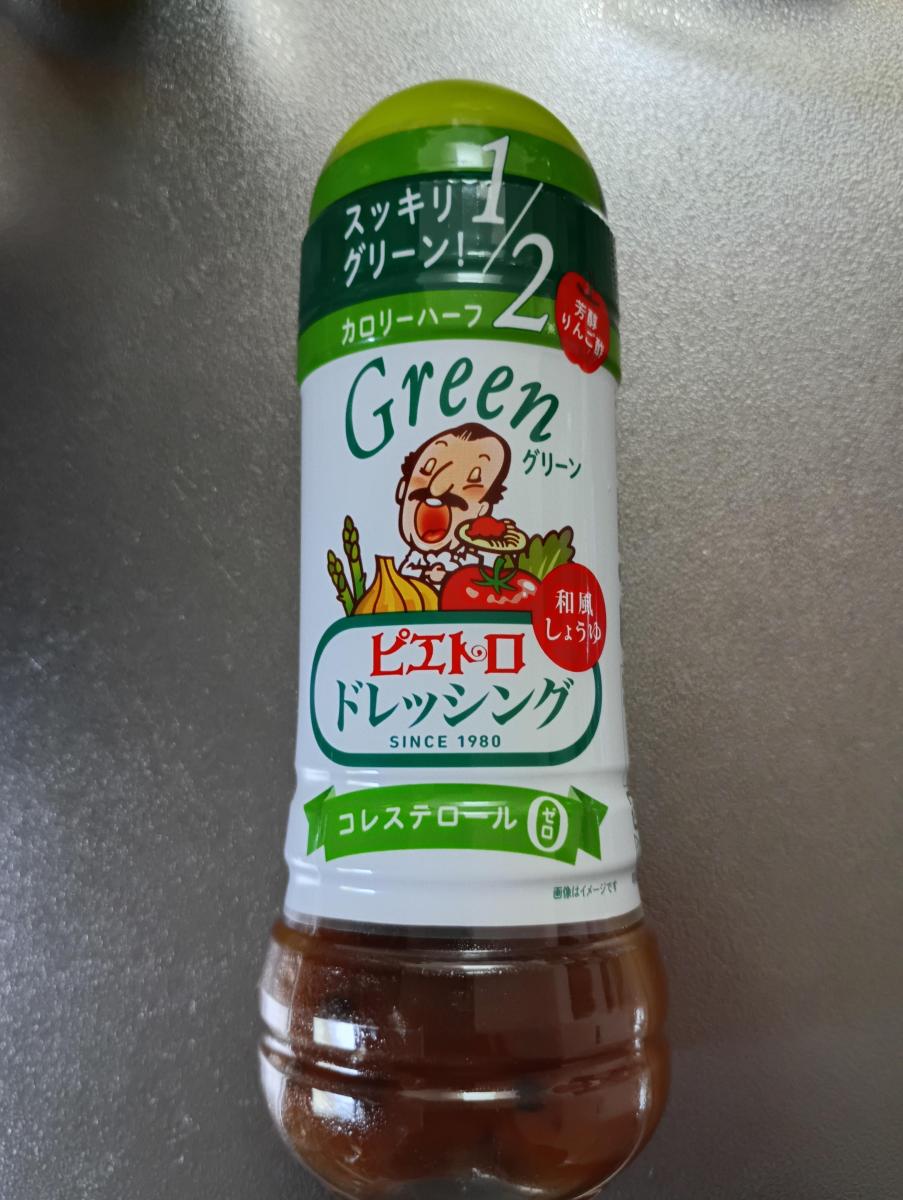 スッキリ
グリーン!
1/2
カロリーハーフ
芳醇
りんご酢
Green
グリーン
和風
しょうゆ
ピエトロ
ドレッシング
SINCE 1980
コレステロール 0
ゼロ
画像はイメージです